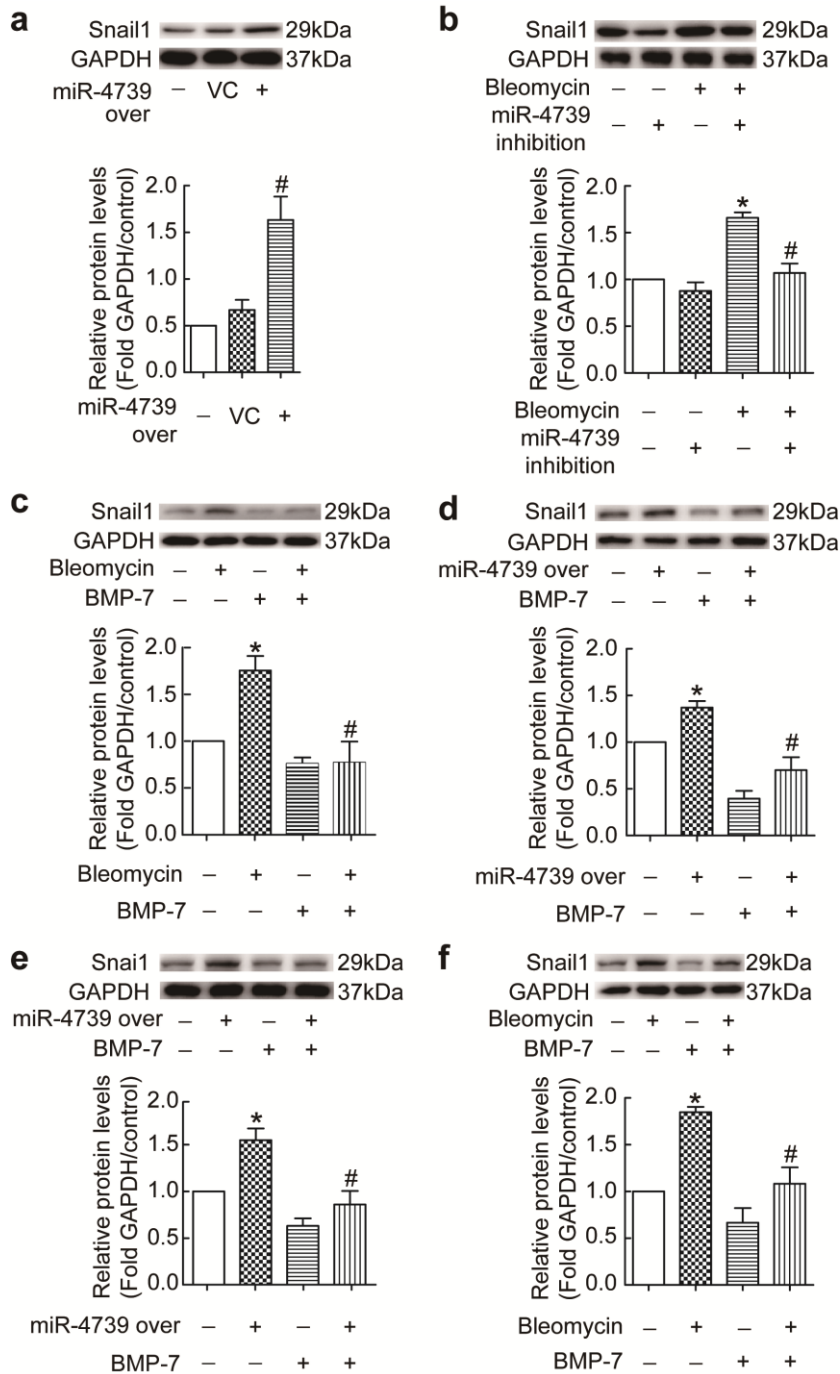 a
Snail1 29kDa
GAPDH 37kDa
miR-4739 over – VC +
Relative protein levels (Fold GAPDH/control)
2.0
1.5
1.0
0.5
0.0
#
miR-4739 over – VC +
b
Snail1 29kDa
GAPDH 37kDa
Bleomycin – – + +
miR-4739 inhibition – + – +
Relative protein levels (Fold GAPDH/control)
2.0
1.5
1.0
0.5
0.0
* #
Bleomycin – – + +
miR-4739 inhibition – + – +
c
Snail1 29kDa
GAPDH 37kDa
Bleomycin – + – +
BMP-7 – – + +
Relative protein levels (Fold GAPDH/control)
2.0
1.5
1.0
0.5
0.0
* #
Bleomycin – + – +
BMP-7 – – + +
d
Snail1 29kDa
GAPDH 37kDa
miR-4739 over – + – +
BMP-7 – – + +
Relative protein levels (Fold GAPDH/control)
2.0
1.5
1.0
0.5
0.0
* #
miR-4739 over – + – +
BMP-7 – – + +
e
Snai1 29kDa
GAPDH 37kDa
miR-4739 over – + – +
BMP-7 – – + +
Relative protein levels (Fold GAPDH/control)
2.0
1.5
1.0
0.5
0.0
* #
miR-4739 over – + – +
BMP-7 – – + +
f
Snail1 29kDa
GAPDH 37kDa
Bleomycin – + – +
BMP-7 – – + +
Relative protein levels (Fold GAPDH/control)
2.0
1.5
1.0
0.5
0.0
* #
Bleomycin – + – +
BMP-7 – – + +